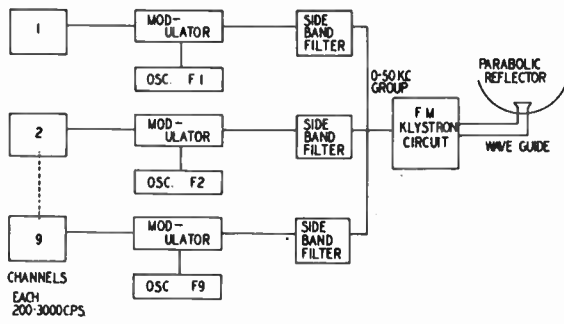 1
MOD-
ULATOR
SIDE
BAND
FILTER
OSC. F1
0-50 KC
GROUP
PARABOLIC
REFLECTOR
2
MOD-
ULATOR
SIDE
BAND
FILTER
OSC. F2
FM
KLYSTRON
CIRCUIT
WAVE GUIDE
9
MOD-
ULATOR
SIDE
BAND
FILTER
OSC F9
CHANNELS
EACH
200-3000CPS.